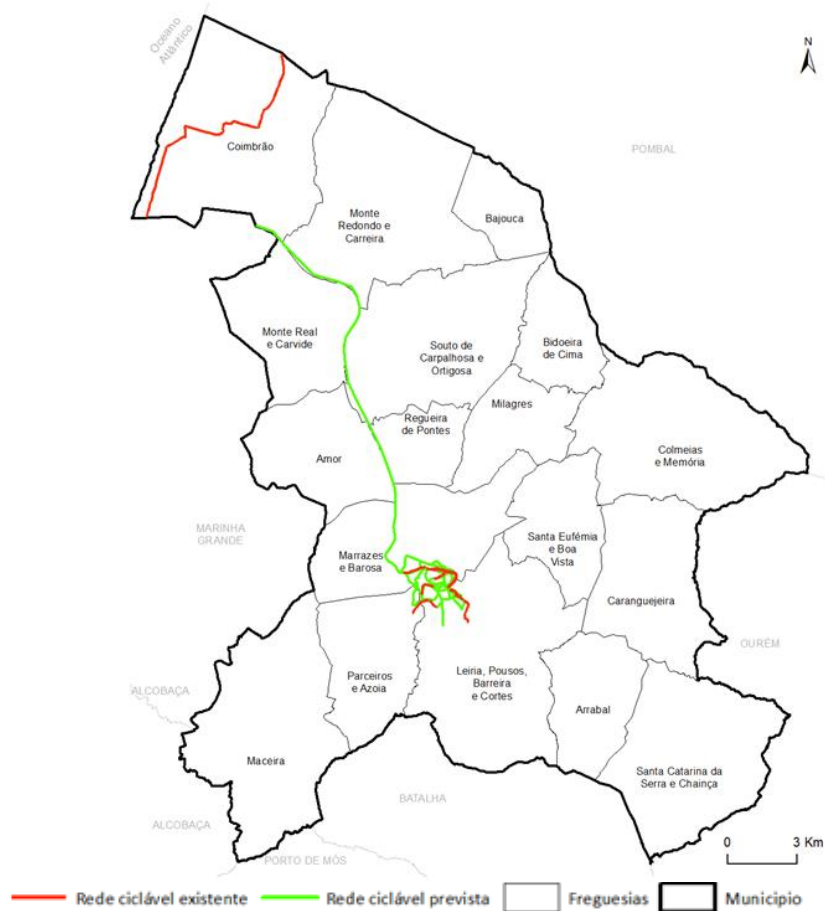 Oceano
Atlântico
N
POMBAL
Coimbrão
Monte
Redondo e
Carreira
Bajouca
Monte Real
e Carvide
Souto de
Carpalhosa e
Ortigosa
Bidoeira
de Cima
Milagres
Regueira
de Pontes
Colmeias
e Memória
Amor
MARINHA
GRANDE
Marrazes
e Barosa
Santa Eufémia
e Boa
Vista
Caranguejeira
OURÉM
Parceiros
e Azoia
Leiria, Pousos,
Barreira
e Cortes
Arrabal
ALCOBAÇA
Maceira
Santa Catarina da
Serra e Chainça
BATALHA
ALCOBAÇA
PORTO DE MÓS
0 3 Km
Rede ciclável existente Rede ciclável prevista Freguesias Municipio